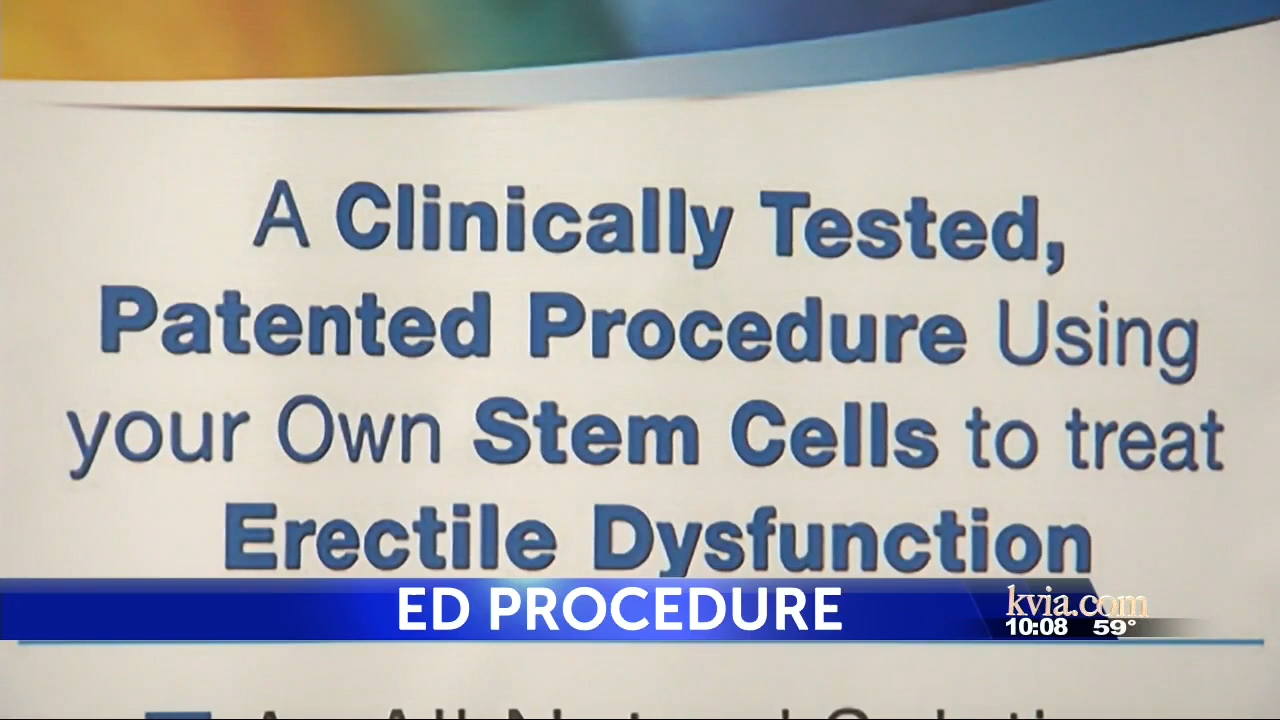 A Clinically Tested,
Patented Procedure Using
your Own Stem Cells to treat
Erectile Dysfunction
ED PROCEDURE
kvia.com
10:08 59°